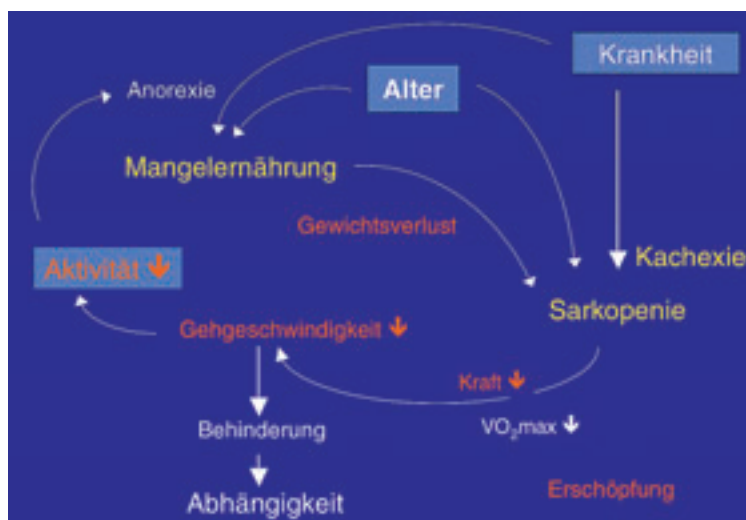 Krankheit
Anorexie
Alter
Mangelernährung
Gewichtsverlust
Aktivität ↓
Kachexie
Sarkopenie
Gehgeschwindigkeit ↓
Kraft ↓
Behinderung
VO₂max ↓
Erschöpfung
Abhängigkeit